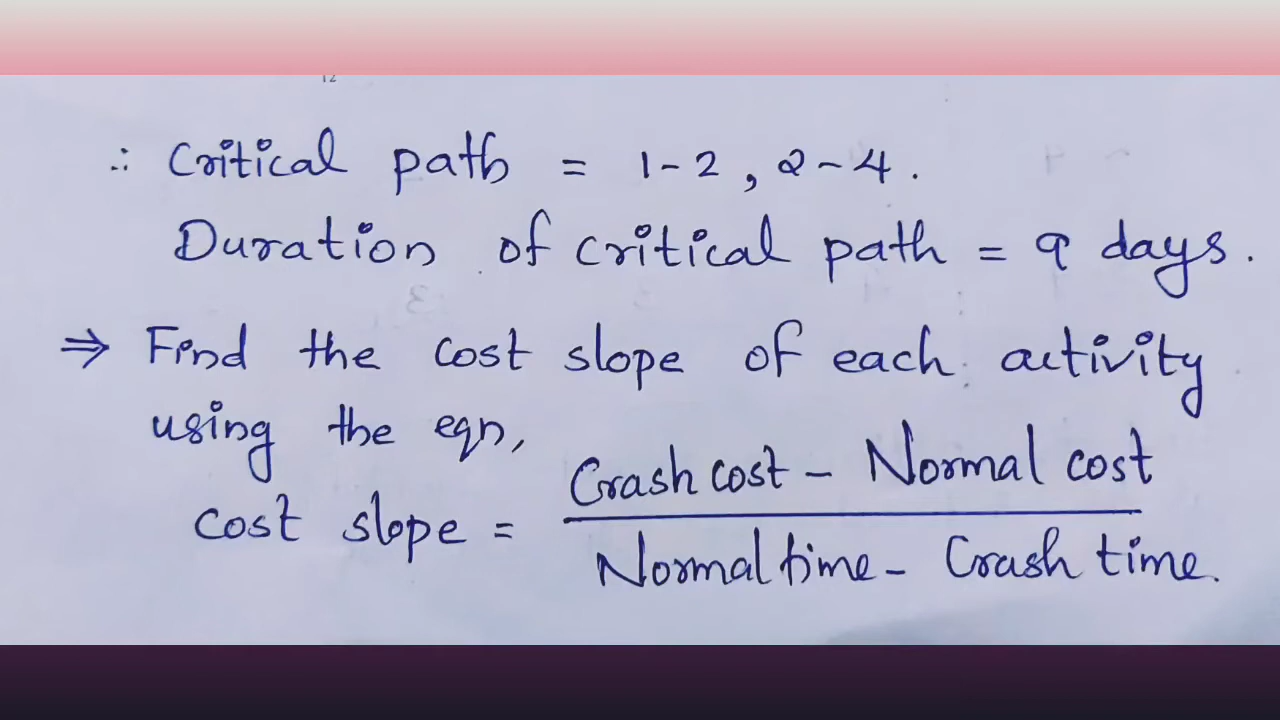 ∴ Critical path = 1-2, 2-4.
Duration of critical path = 9 days.
⇒ Find the cost slope of each activity
using the eqn,
cost slope = Crash cost - Normal cost
Normal time - Crash time.